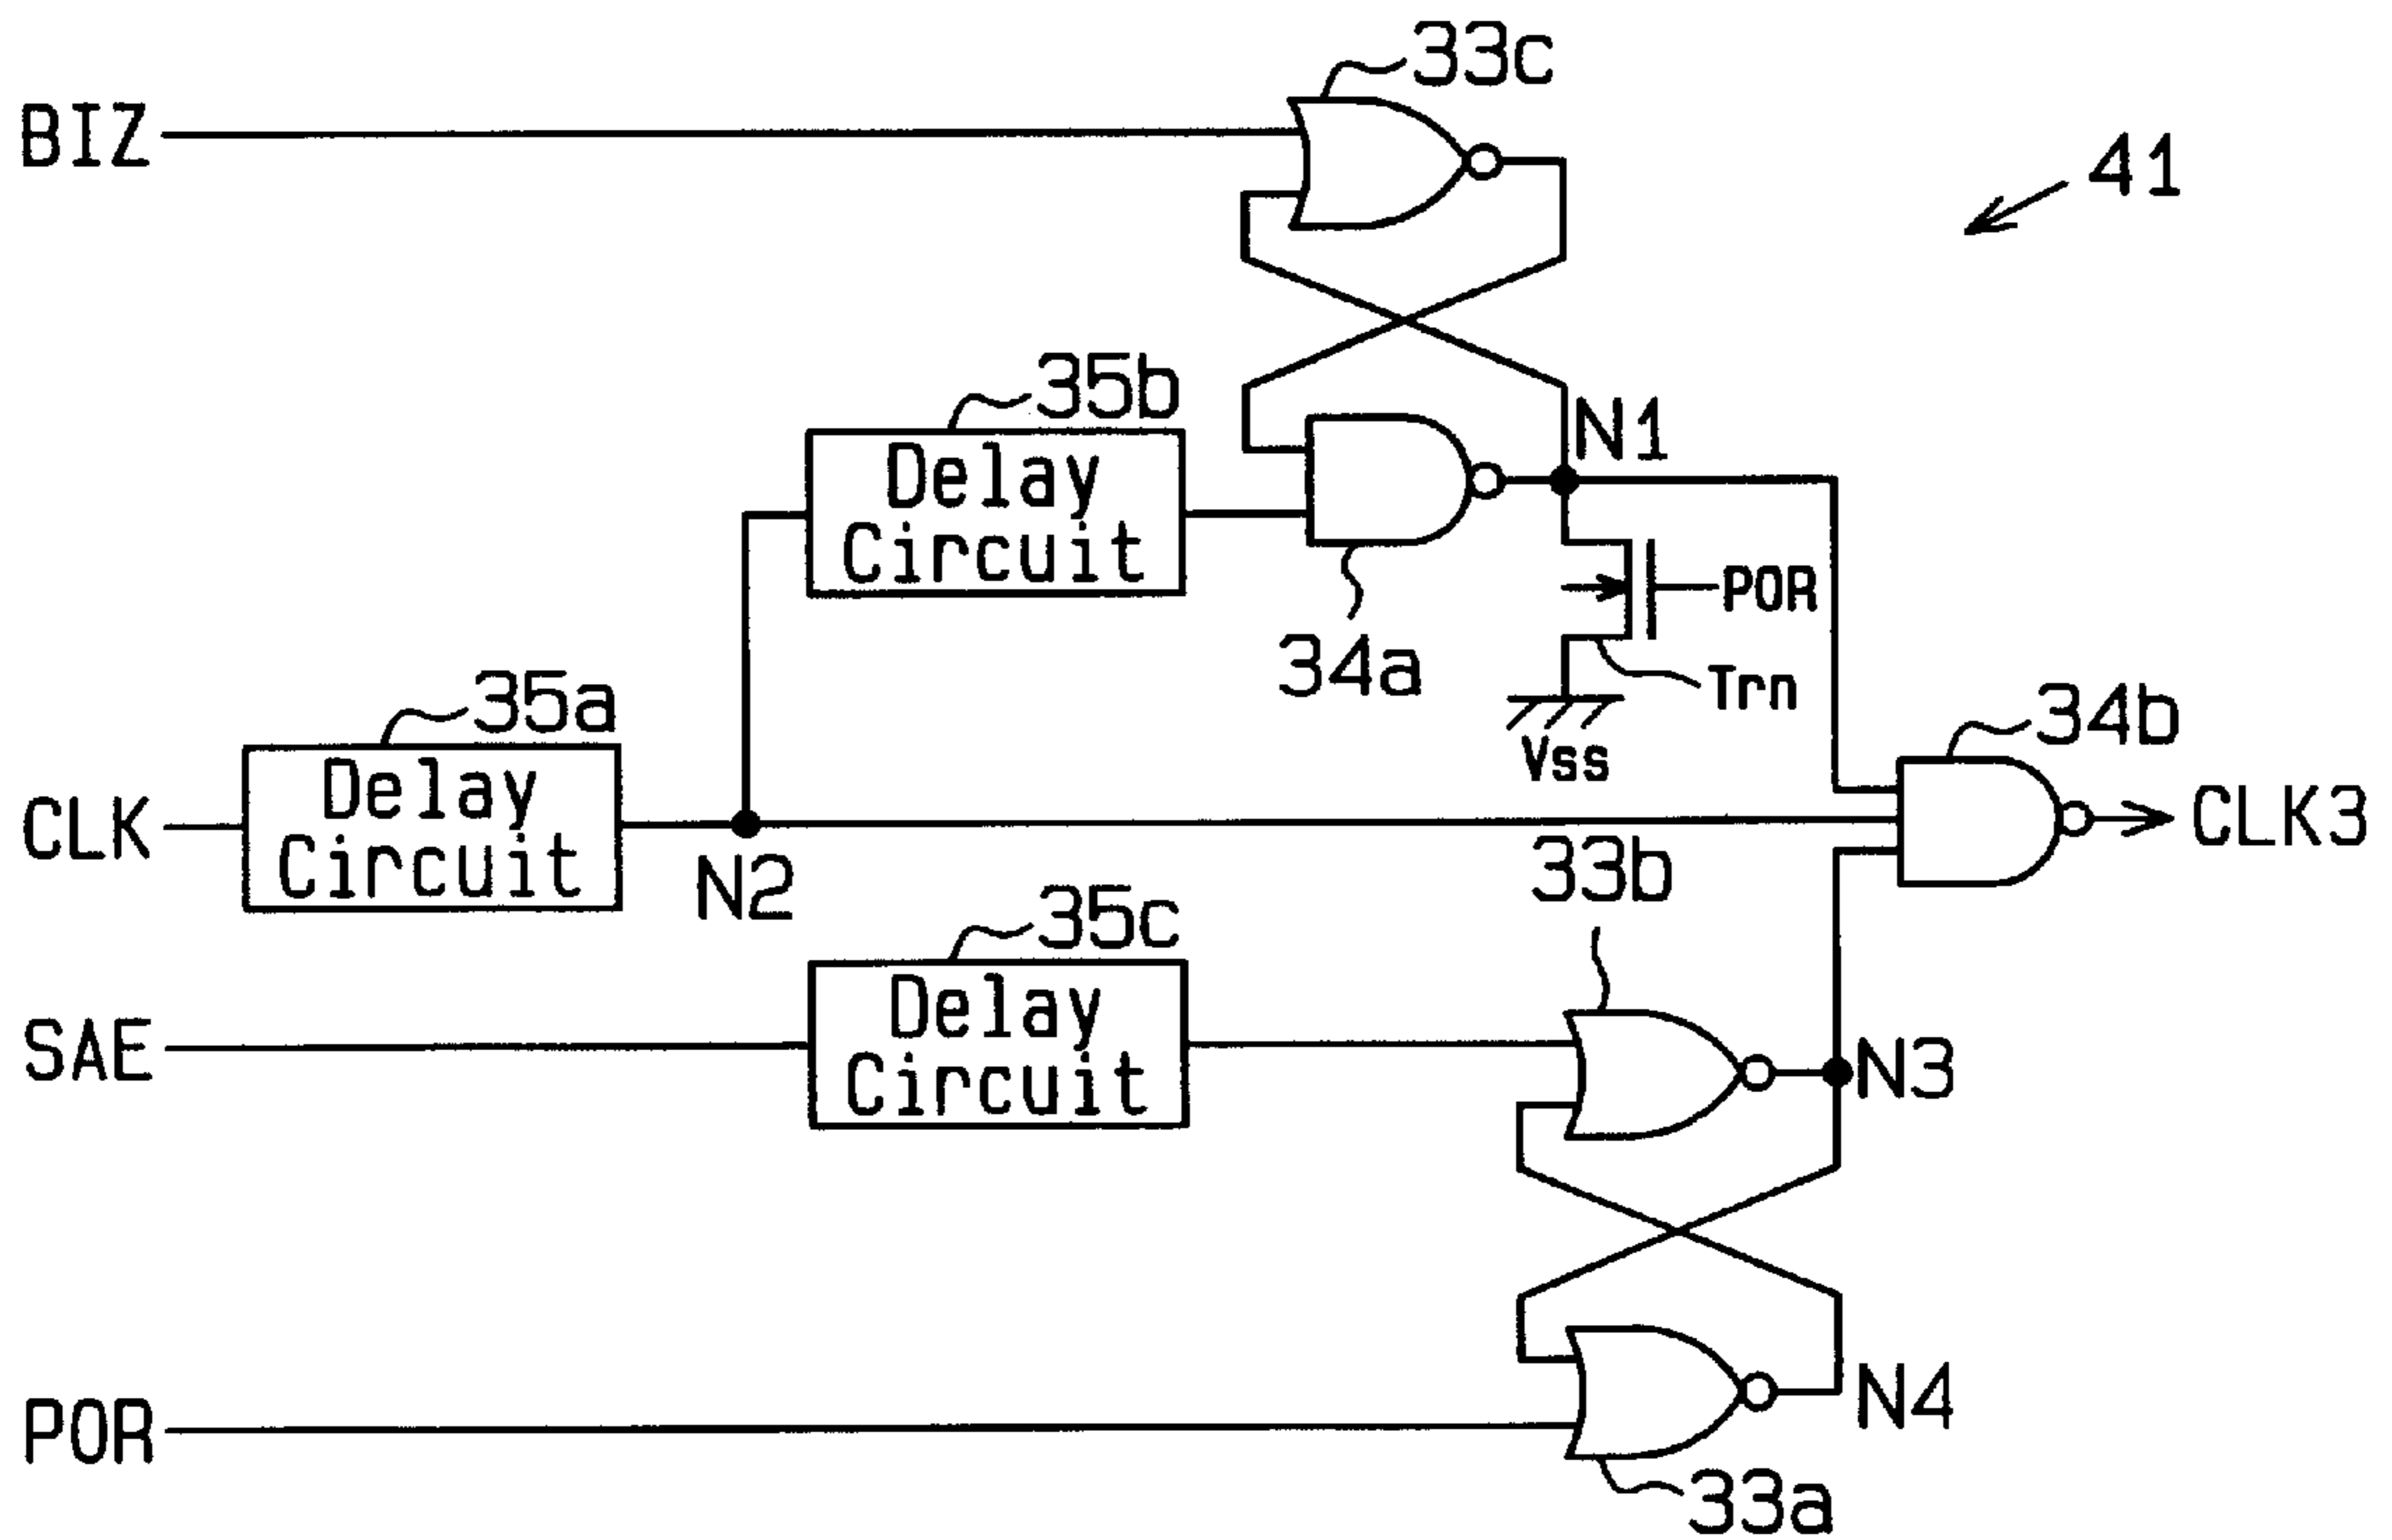 33c
BIZ
41
35b
Delay
Circuit
N1
POR
34a
Trn
Vss
35a
Delay
Circuit
CLK
N2
34b
CLK3
33b
35c
Delay
Circuit
SAE
N3
POR
N4
33a